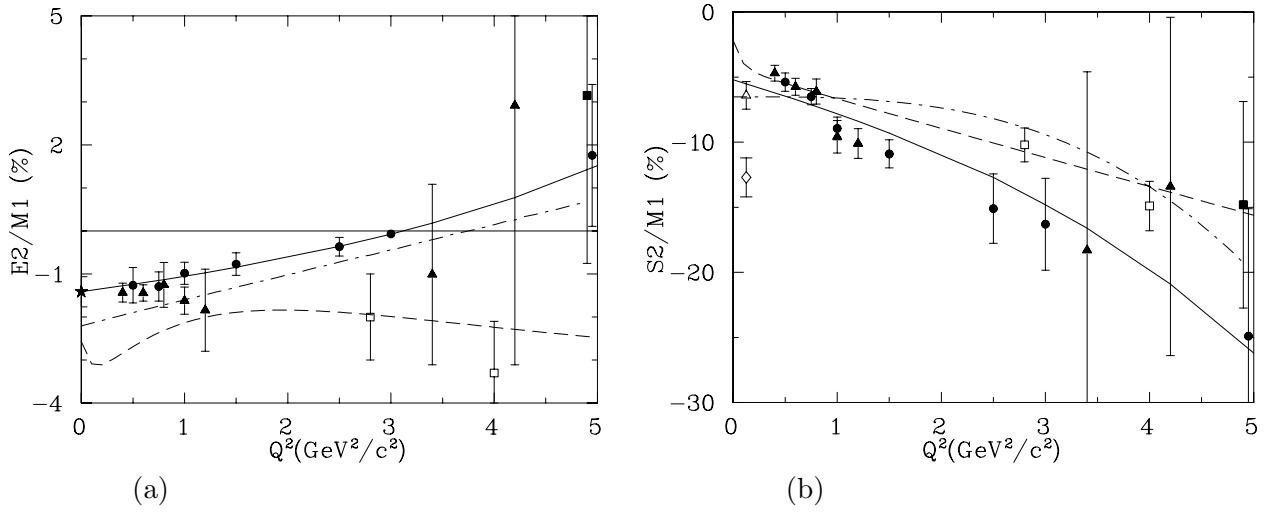 5
2
−1
−4
E2/M1 (%)
0 1 2 3 4 5
Q²(GeV²/c²)
(a)
0
−10
−20
−30
S2/M1 (%)
0 1 2 3 4 5
Q²(GeV²/c²)
(b)